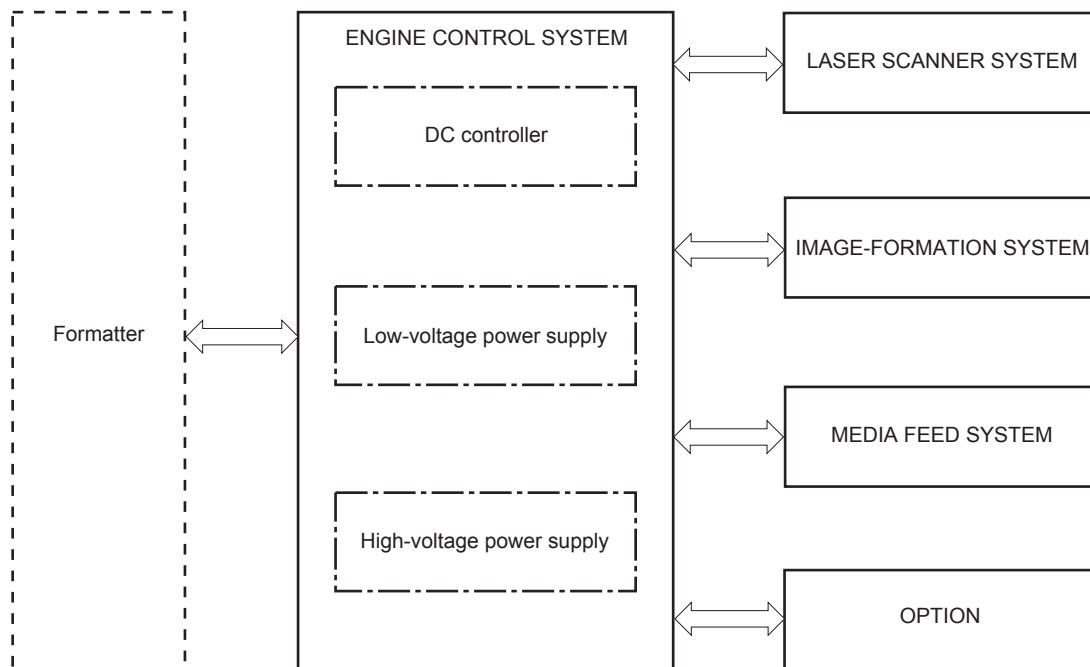 ENGINE CONTROL SYSTEM
LASER SCANNER SYSTEM
DC controller
IMAGE-FORMATION SYSTEM
Formatter
Low-voltage power supply
MEDIA FEED SYSTEM
High-voltage power supply
OPTION